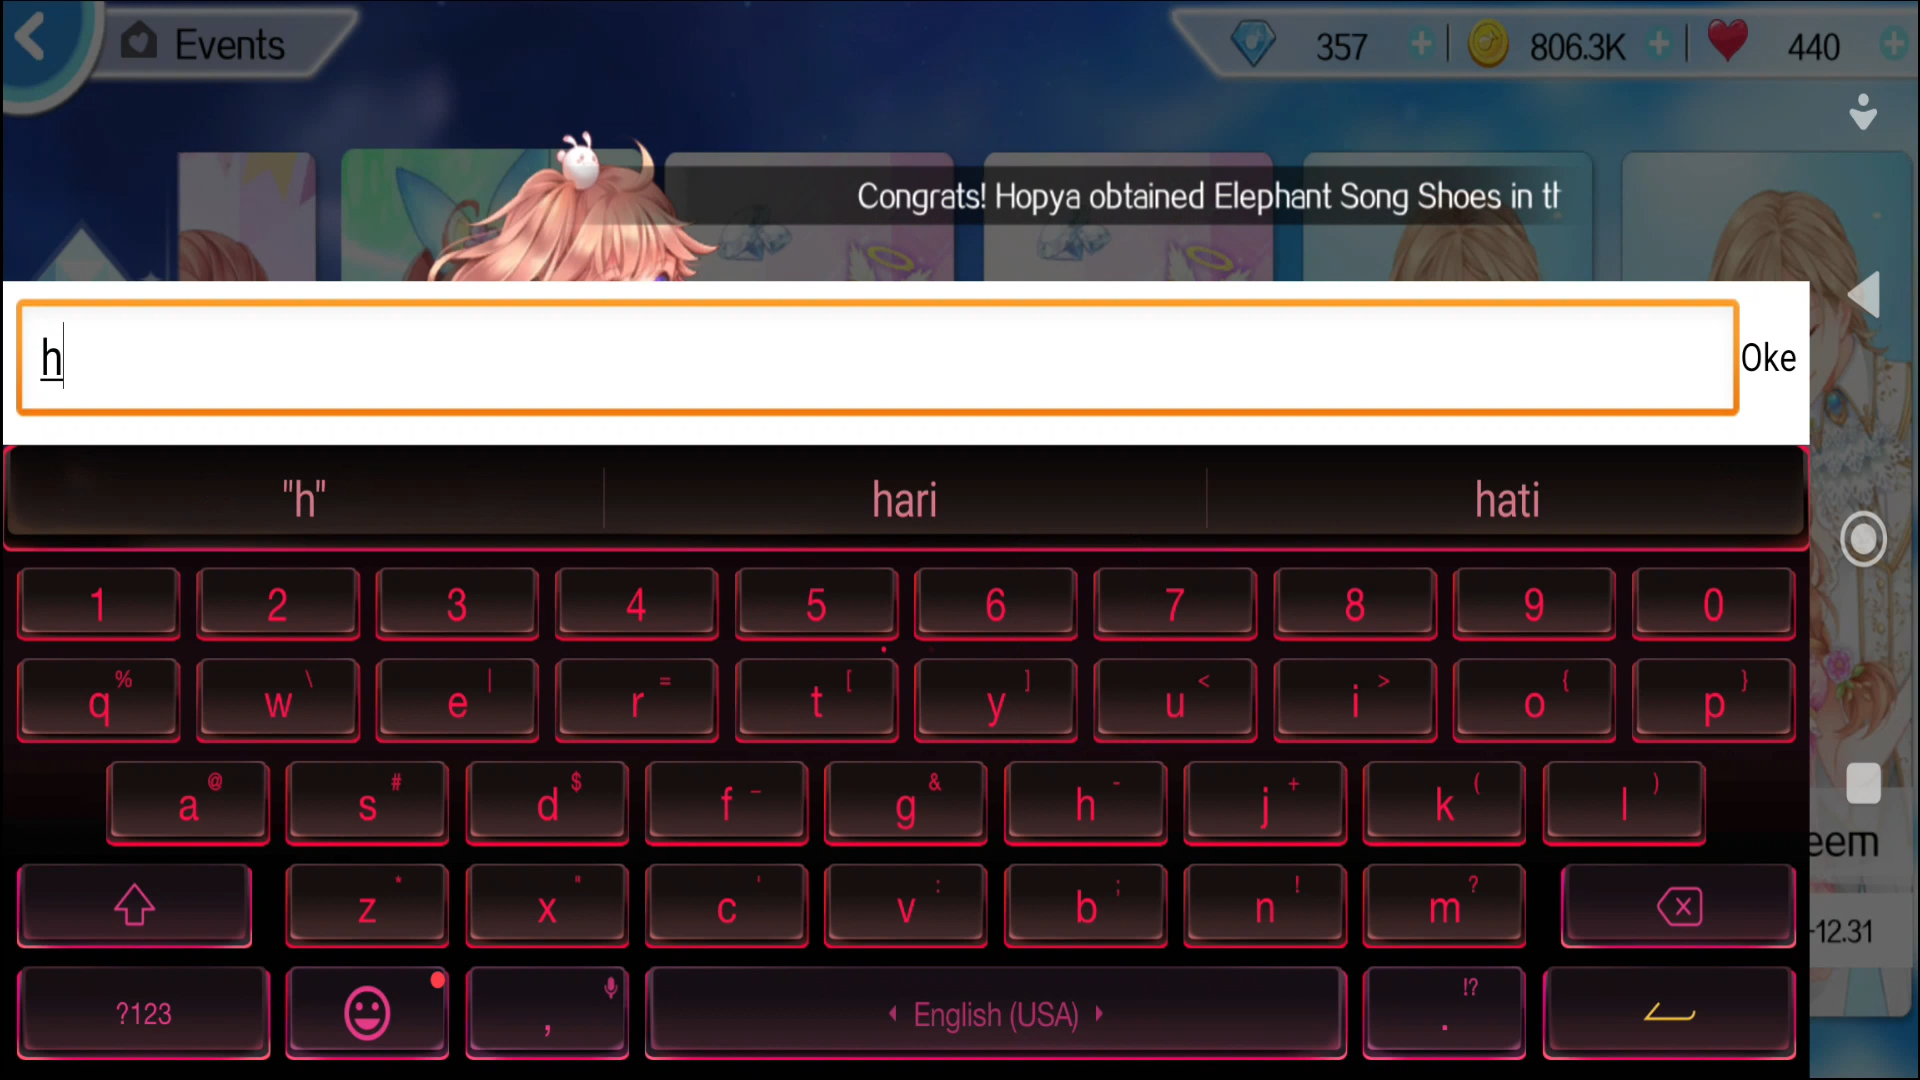 Events
357
806.3K
440
Congrats! Hopya obtained Elephant Song Shoes in th
h
Oke
"h" hari hati
1 2 3 4 5 6 7 8 9 0
% \ | = [ ] < > { }
q w e r t y u i o p
@ # $ _ & - + ( )
a s d f g h j k l
* " ' : ; ! ?
z x c v b n m
eem
-12.31
!?
?123 , English (USA) .